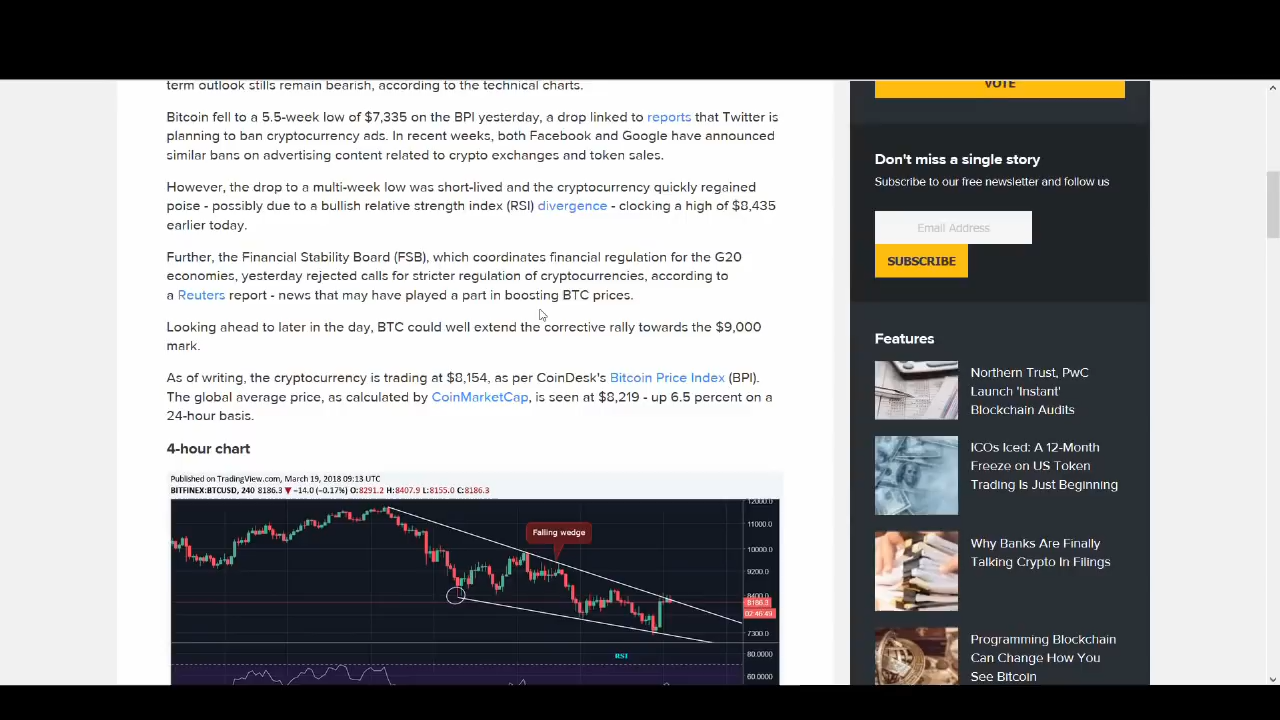 term outlook stills remain bearish, according to the technical charts.
Bitcoin fell to a 5.5-week low of $7,335 on the BPI yesterday, a drop linked to reports that Twitter is
planning to ban cryptocurrency ads. In recent weeks, both Facebook and Google have announced
similar bans on advertising content related to crypto exchanges and token sales.
However, the drop to a multi-week low was short-lived and the cryptocurrency quickly regained
poise - possibly due to a bullish relative strength index (RSI) divergence - clocking a high of $8,435
earlier today.
Further, the Financial Stability Board (FSB), which coordinates financial regulation for the G20
economies, yesterday rejected calls for stricter regulation of cryptocurrencies, according to
a Reuters report - news that may have played a part in boosting BTC prices.
Looking ahead to later in the day, BTC could well extend the corrective rally towards the $9,000
mark.
As of writing, the cryptocurrency is trading at $8,154, as per CoinDesk's Bitcoin Price Index (BPI).
The global average price, as calculated by CoinMarketCap, is seen at $8,219 - up 6.5 percent on a
24-hour basis.
4-hour chart
Published on TradingView.com, March 19, 2018 09:13 UTC
BITFINEX:BTCUSD, 240 8186.3 ▼ −14.0 (−0.17%) O:8291.2 H:8407.9 L:8155.0 C:8186.3
Falling wedge
12000.0
11000.0
10000.0
9200.0
8400.0
8186.3
02:46:49
7300.0
RSI
80.0000
60.0000
VOTE
Don't miss a single story
Subscribe to our free newsletter and follow us
Email Address
SUBSCRIBE
Features
Northern Trust, PwC
Launch 'Instant'
Blockchain Audits
ICOs Iced: A 12-Month
Freeze on US Token
Trading Is Just Beginning
Why Banks Are Finally
Talking Crypto In Filings
Programming Blockchain
Can Change How You
See Bitcoin